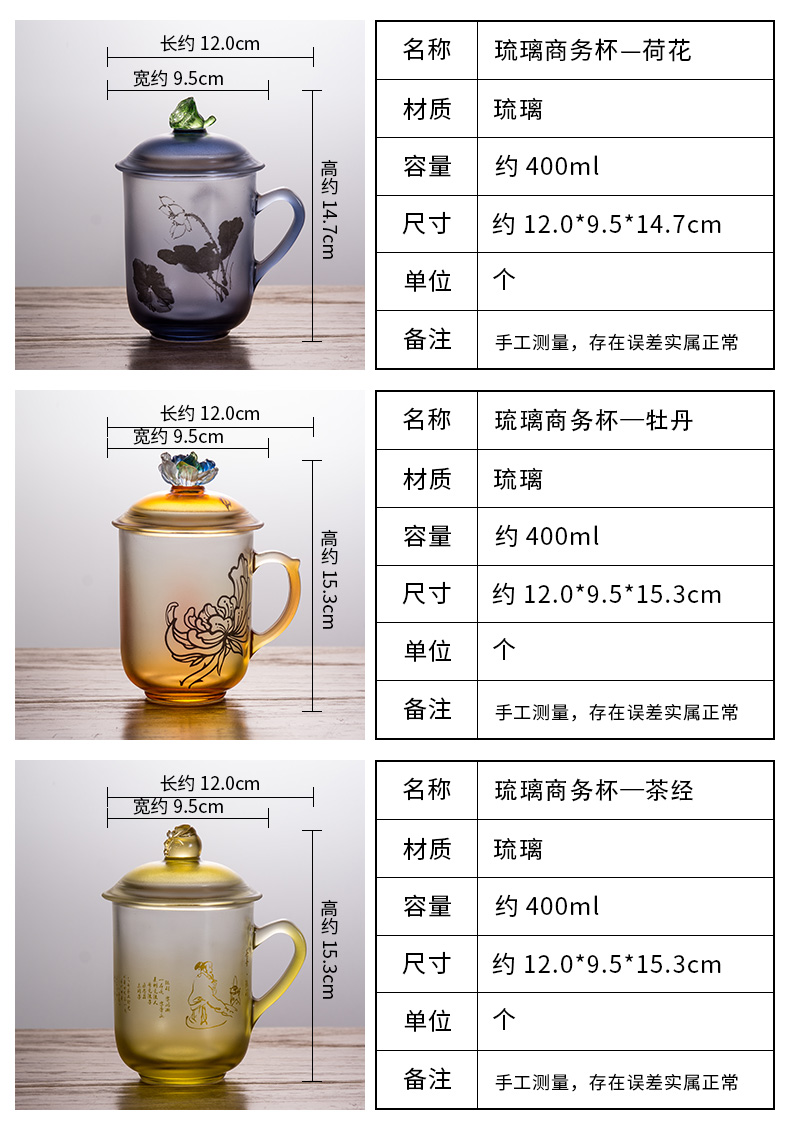 长约 12.0cm
宽约 9.5cm
高约 14.7cm
名称 琉璃商务杯—荷花
材质 琉璃
容量 约 400ml
尺寸 约 12.0*9.5*14.7cm
单位 个
备注 手工测量，存在误差实属正常
长约 12.0cm
宽约 9.5cm
高约 15.3cm
名称 琉璃商务杯—牡丹
材质 琉璃
容量 约 400ml
尺寸 约 12.0*9.5*15.3cm
单位 个
备注 手工测量，存在误差实属正常
长约 12.0cm
宽约 9.5cm
高约 15.3cm
名称 琉璃商务杯—茶经
材质 琉璃
容量 约 400ml
尺寸 约 12.0*9.5*15.3cm
单位 个
备注 手工测量，存在误差实属正常